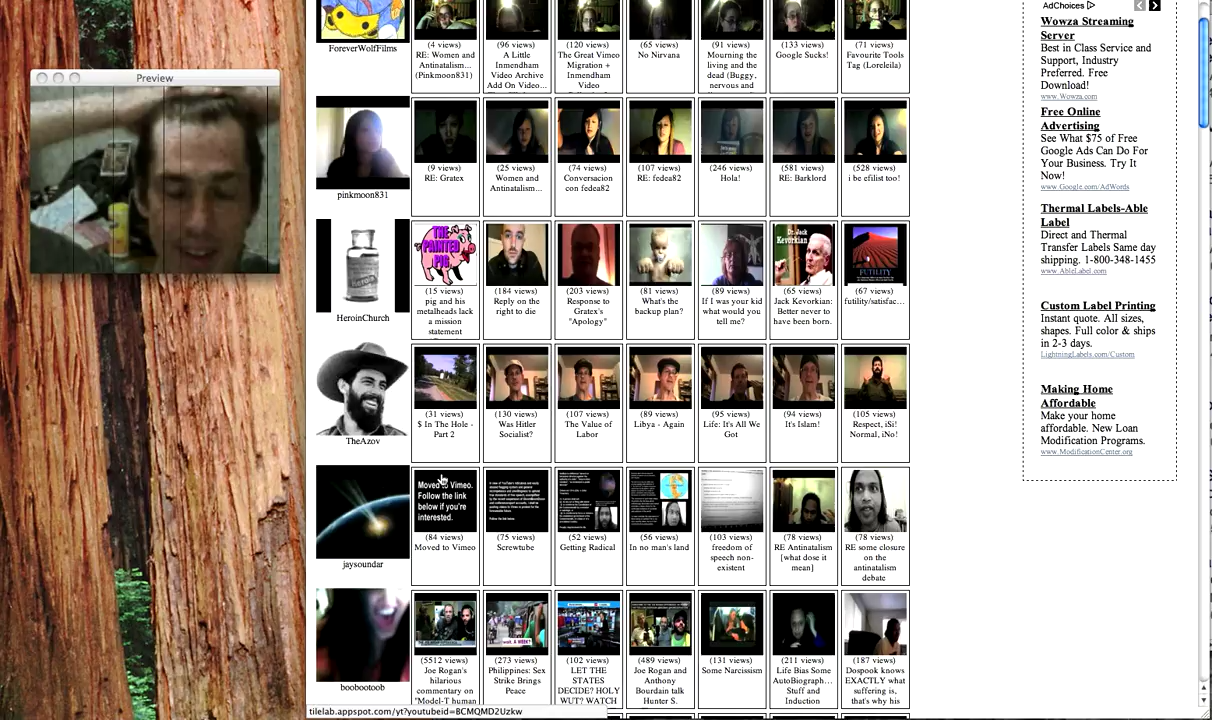 Preview
ForeverWolfFilms
(4 views)
RE: Women and
Antinatalism...
(Pinkmoon831)
(96 views)
A Little
Inmendham
Video Archive
Add On Video...
(120 views)
The Great Vimeo
Migration +
Inmendham
Video
(65 views)
No Nirvana
(91 views)
Mourning the
living and the
dead (Buggy,
nervous and
(133 views)
Google Sucks!
(71 views)
Favourite Tools
Tag (Loreleila)
pinkmoon831
(9 views)
RE: Gratex
(25 views)
Women and
Antinatalism...
(74 views)
Conversacion
con fedea82
(107 views)
RE: fedea82
(246 views)
Hola!
(581 views)
RE: Barklord
(528 views)
i be efilist too!
HeroinChurch
Heroin
THE
PAINTED
PIG
(15 views)
pig and his
metalheads lack
a mission
statement
(184 views)
Reply on the
right to die
(203 views)
Response to
Gratex's
"Apology"
(81 views)
What's the
backup plan?
(89 views)
If I was your kid
what would you
tell me?
Dr. Jack
Kevorkian
(65 views)
Jack Kevorkian:
Better never to
have been born.
FUTILITY
(67 views)
futility/satisfac...
TheAzov
(31 views)
$ In The Hole -
Part 2
(130 views)
Was Hitler
Socialist?
(107 views)
The Value of
Labor
(89 views)
Libya - Again
(95 views)
Life: It's All We
Got
(94 views)
It's Islam!
(105 views)
Respect, iSi!
Normal, iNo!
jaysoundar
Moved to Vimeo.
Follow the link
below if you're
interested.
(84 views)
Moved to Vimeo
(75 views)
Screwtube
(52 views)
Getting Radical
(56 views)
In no man's land
(103 views)
freedom of
speech non-
existent
(78 views)
RE Antinatalism
[what dose it
mean]
(78 views)
RE some closure
on the
antinatalism
debate
boobootoob
(5512 views)
Joe Rogan's
hilarious
commentary on
"Model-T human
(273 views)
Philippines: Sex
Strike Brings
Peace
(102 views)
LET THE
STATES
DECIDE? HOLY
WUT? WATCH
(489 views)
Joe Rogan and
Anthony
Bourdain talk
Hunter S.
(131 views)
Some Narcissism
(211 views)
Life Bias Some
AutoBiograph...
Stuff and
Induction
(187 views)
Dospook knows
EXACTLY what
suffering is,
that's why his
AdChoices
Wowza Streaming
Server
Best in Class Service and
Support, Industry
Preferred. Free
Download!
www.Wowza.com
Free Online
Advertising
See What $75 of Free
Google Ads Can Do For
Your Business. Try It
Now!
www.Google.com/AdWords
Thermal Labels-Able
Label
Direct and Thermal
Transfer Labels Same day
shipping. 1-800-348-1455
www.AbleLabel.com
Custom Label Printing
Instant quote. All sizes,
shapes. Full color & ships
in 2-3 days.
LightningLabels.com/Custom
Making Home
Affordable
Make your home
affordable. New Loan
Modification Programs.
www.ModificationCenter.org
tilelab.appspot.com/yt?youtubeid=BCMQMD2Uzkw